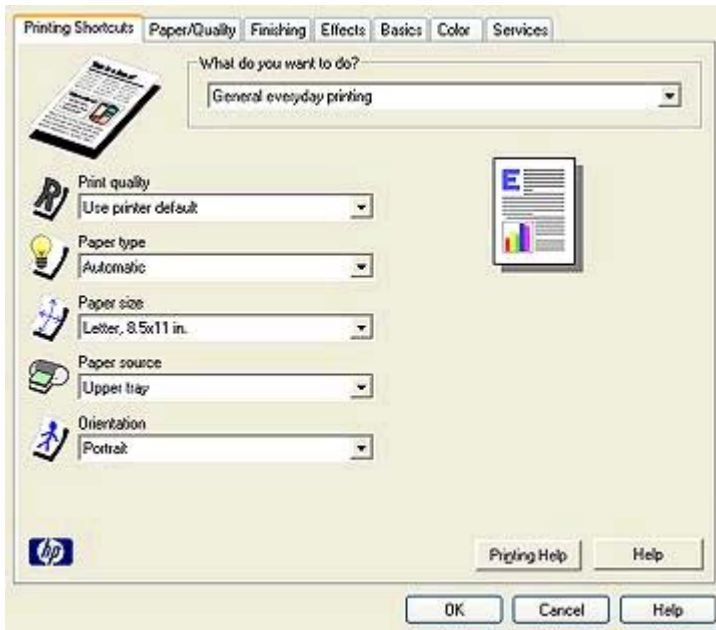 Printing Shortcuts Paper/Quality Finishing Effects Basics Color Services
What do you want to do?
General everyday printing
Print quality
Use printer default
Paper type
Automatic
Paper size
Letter, 8.5x11 in.
Paper source
Upper tray
Orientation
Portrait
hp
Printing Help Help
OK Cancel Help
E